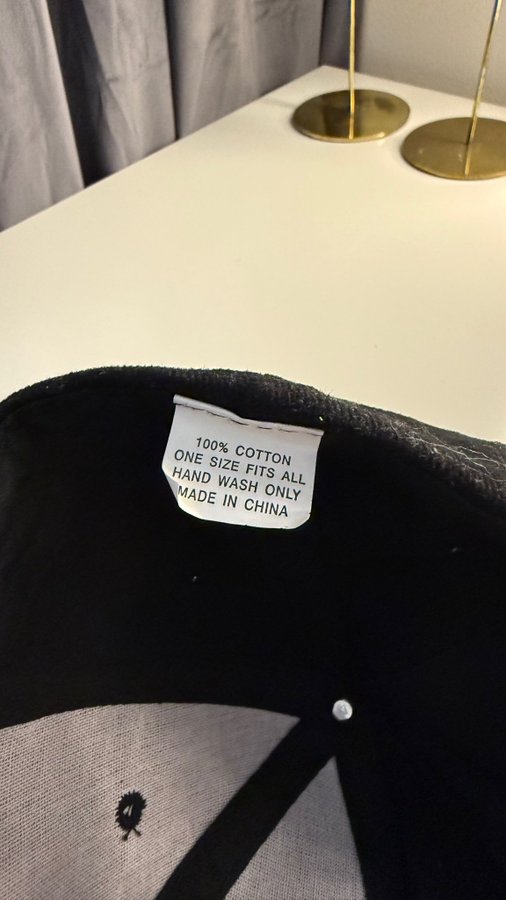 100% COTTON
ONE SIZE FITS ALL
HAND WASH ONLY
MADE IN CHINA